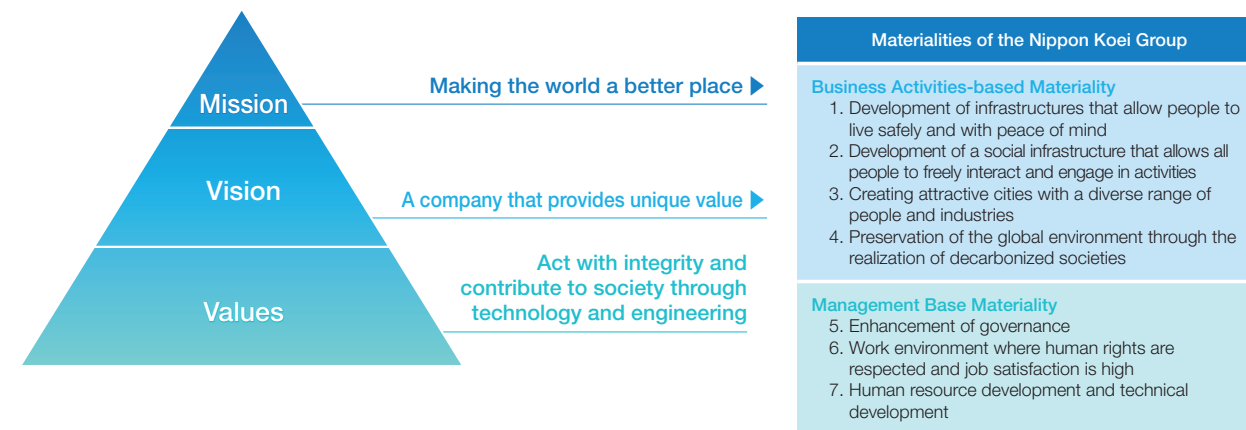 Mission
Making the world a better place
Vision
A company that provides unique value
Values
Act with integrity and
contribute to society through
technology and engineering
Materialities of the Nippon Koei Group
Business Activities-based Materiality
1. Development of infrastructures that allow people to
live safely and with peace of mind
2. Development of a social infrastructure that allows all
people to freely interact and engage in activities
3. Creating attractive cities with a diverse range of
people and industries
4. Preservation of the global environment through the
realization of decarbonized societies
Management Base Materiality
5. Enhancement of governance
6. Work environment where human rights are
respected and job satisfaction is high
7. Human resource development and technical
development